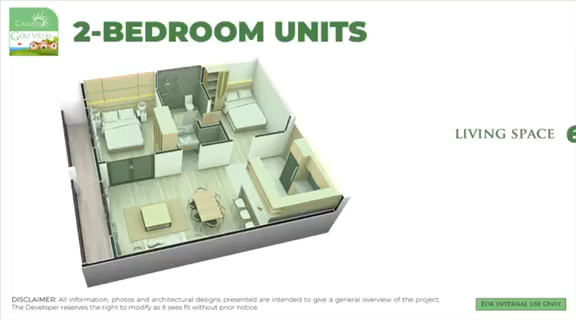 GOLF VILLAS
2-BEDROOM UNITS
LIVING SPACE
DISCLAIMER: All information, photos and architectural designs presented are intended to give a general overview of the project.
The Developer reserves the right to modify as it sees fit without prior notice.
FOR INTERNAL USE ONLY